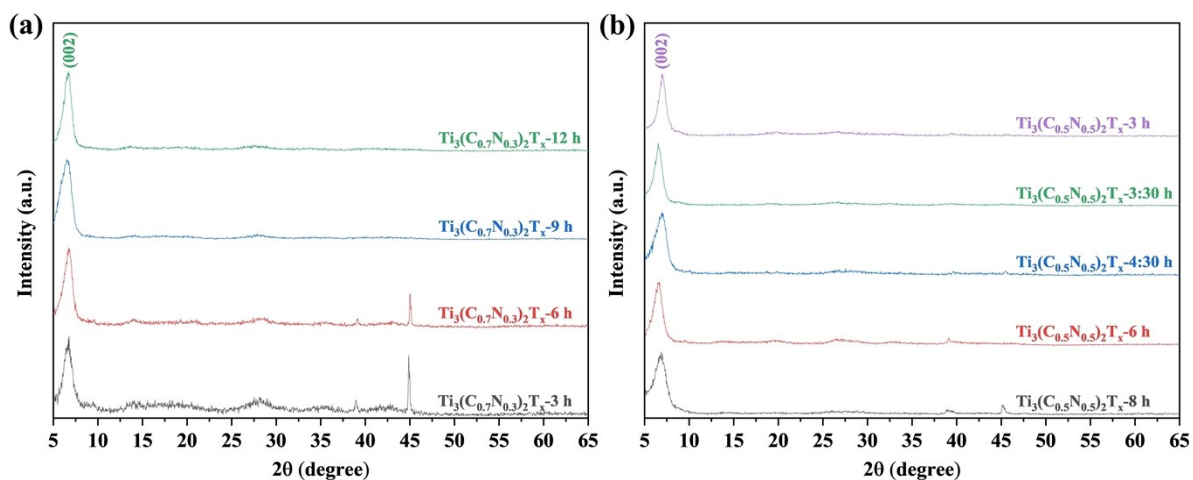 (a)
(002)
Ti3(C0.7N0.3)2Tx-12 h
Ti3(C0.7N0.3)2Tx-9 h
Ti3(C0.7N0.3)2Tx-6 h
Ti3(C0.7N0.3)2Tx-3 h
Intensity (a.u.)
5 10 15 20 25 30 35 40 45 50 55 60 65
2θ (degree)
(b)
(002)
Ti3(C0.5N0.5)2Tx-3 h
Ti3(C0.5N0.5)2Tx-3:30 h
Ti3(C0.5N0.5)2Tx-4:30 h
Ti3(C0.5N0.5)2Tx-6 h
Ti3(C0.5N0.5)2Tx-8 h
Intensity (a.u.)
5 10 15 20 25 30 35 40 45 50 55 60 65
2θ (degree)